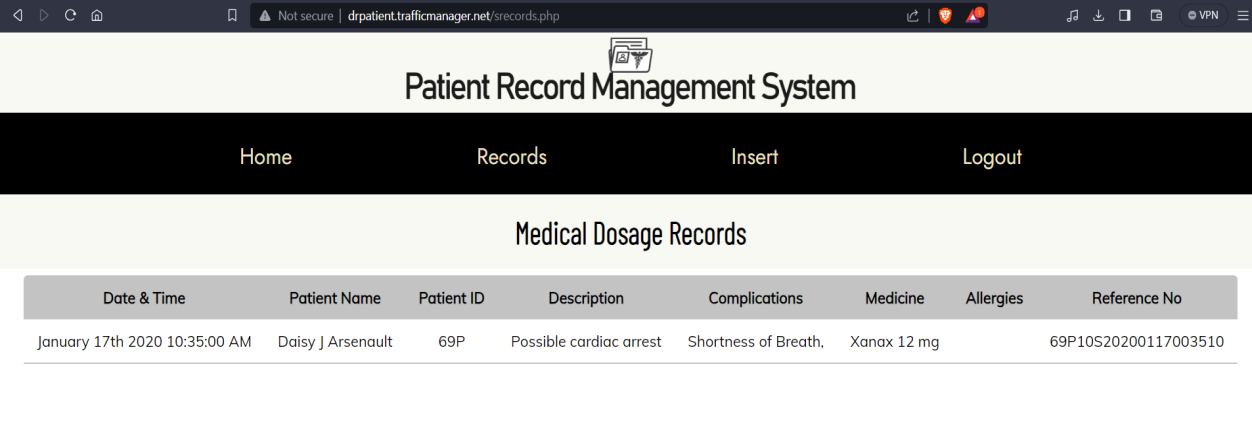 Not secure drpatient.trafficmanager.net/srecords.php 1 VPN
Patient Record Management System
Home Records Insert Logout
Medical Dosage Records
Date & Time Patient Name Patient ID Description Complications Medicine Allergies Reference No
January 17th 2020 10:35:00 AM Daisy J Arsenault 69P Possible cardiac arrest Shortness of Breath, Xanax 12 mg 69P10S20200117003510